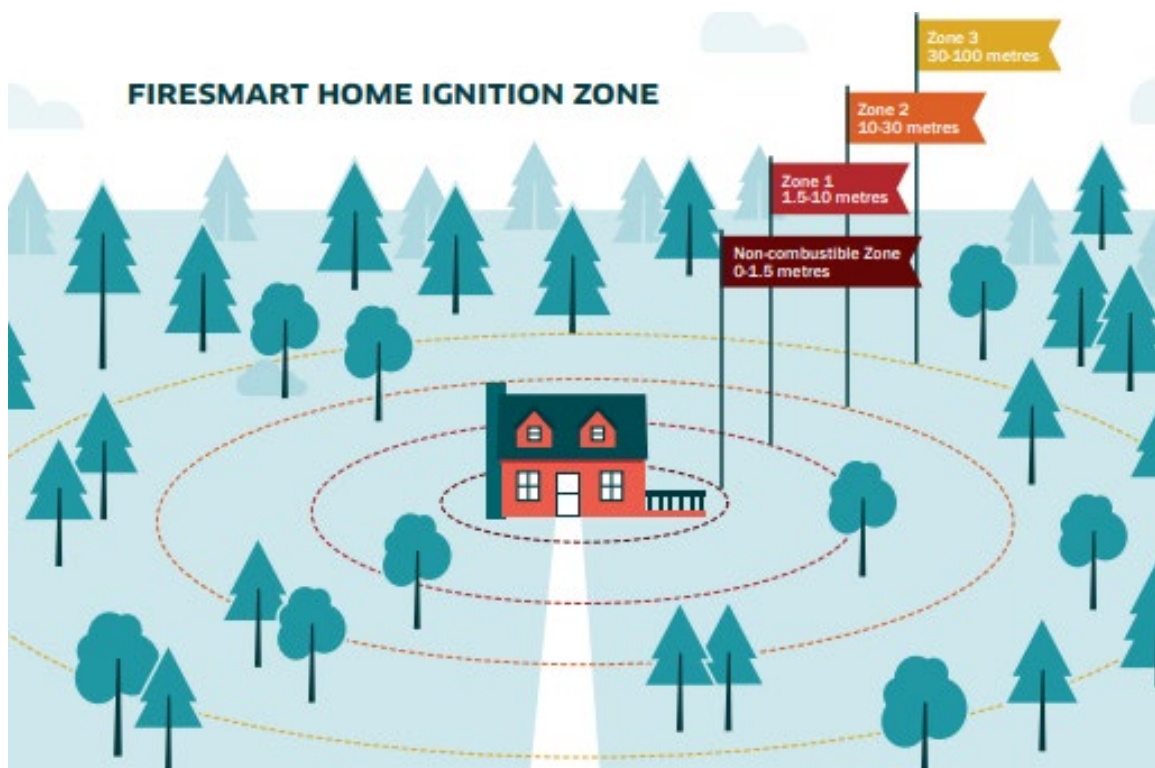 FIRESMART HOME IGNITION ZONE
Zone 3
30-100 metres
Zone 2
10-30 metres
Zone 1
1.5-10 metres
Non-combustible Zone
0-1.5 metres